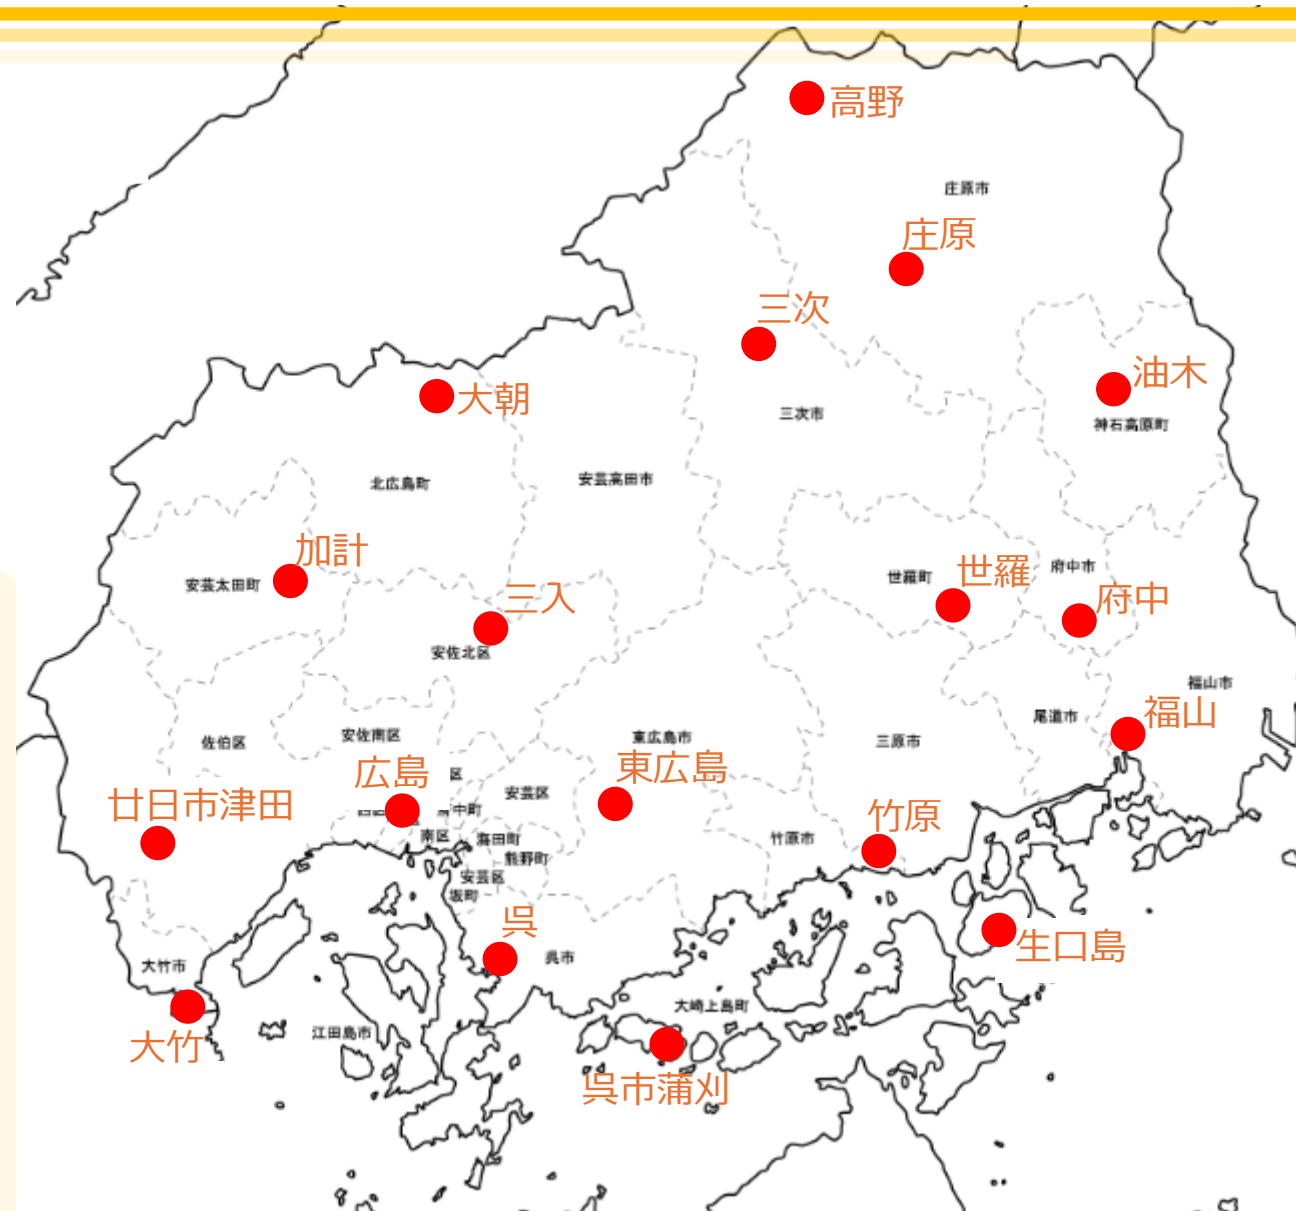 高野
庄原市
庄原
三次
油木
大朝
三次市
神石高原町
北広島町
安芸高田市
加計
世羅
府中市
安芸太田町
世羅町
三入
府中
安佐北区
福山市
福山
尾道市
安佐南区
東広島市
佐伯区
三原市
広島
東広島
区
安芸区
廿日市津田
中町
竹原
南区
海田町
竹原市
熊野町
安芸区
坂町
呉
生口島
呉市
大竹市
大崎上島町
江田島市
大竹
呉市蒲刈